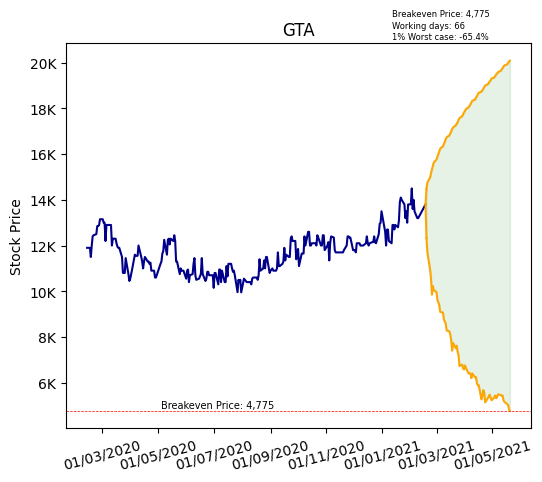 Breakeven Price: 4,775
Working days: 66
1% Worst case: -65.4%
GTA
Stock Price
20K
18K
16K
14K
12K
10K
8K
6K
Breakeven Price: 4,775
01/03/2020
01/05/2020
01/07/2020
01/09/2020
01/11/2020
01/01/2021
01/03/2021
01/05/2021